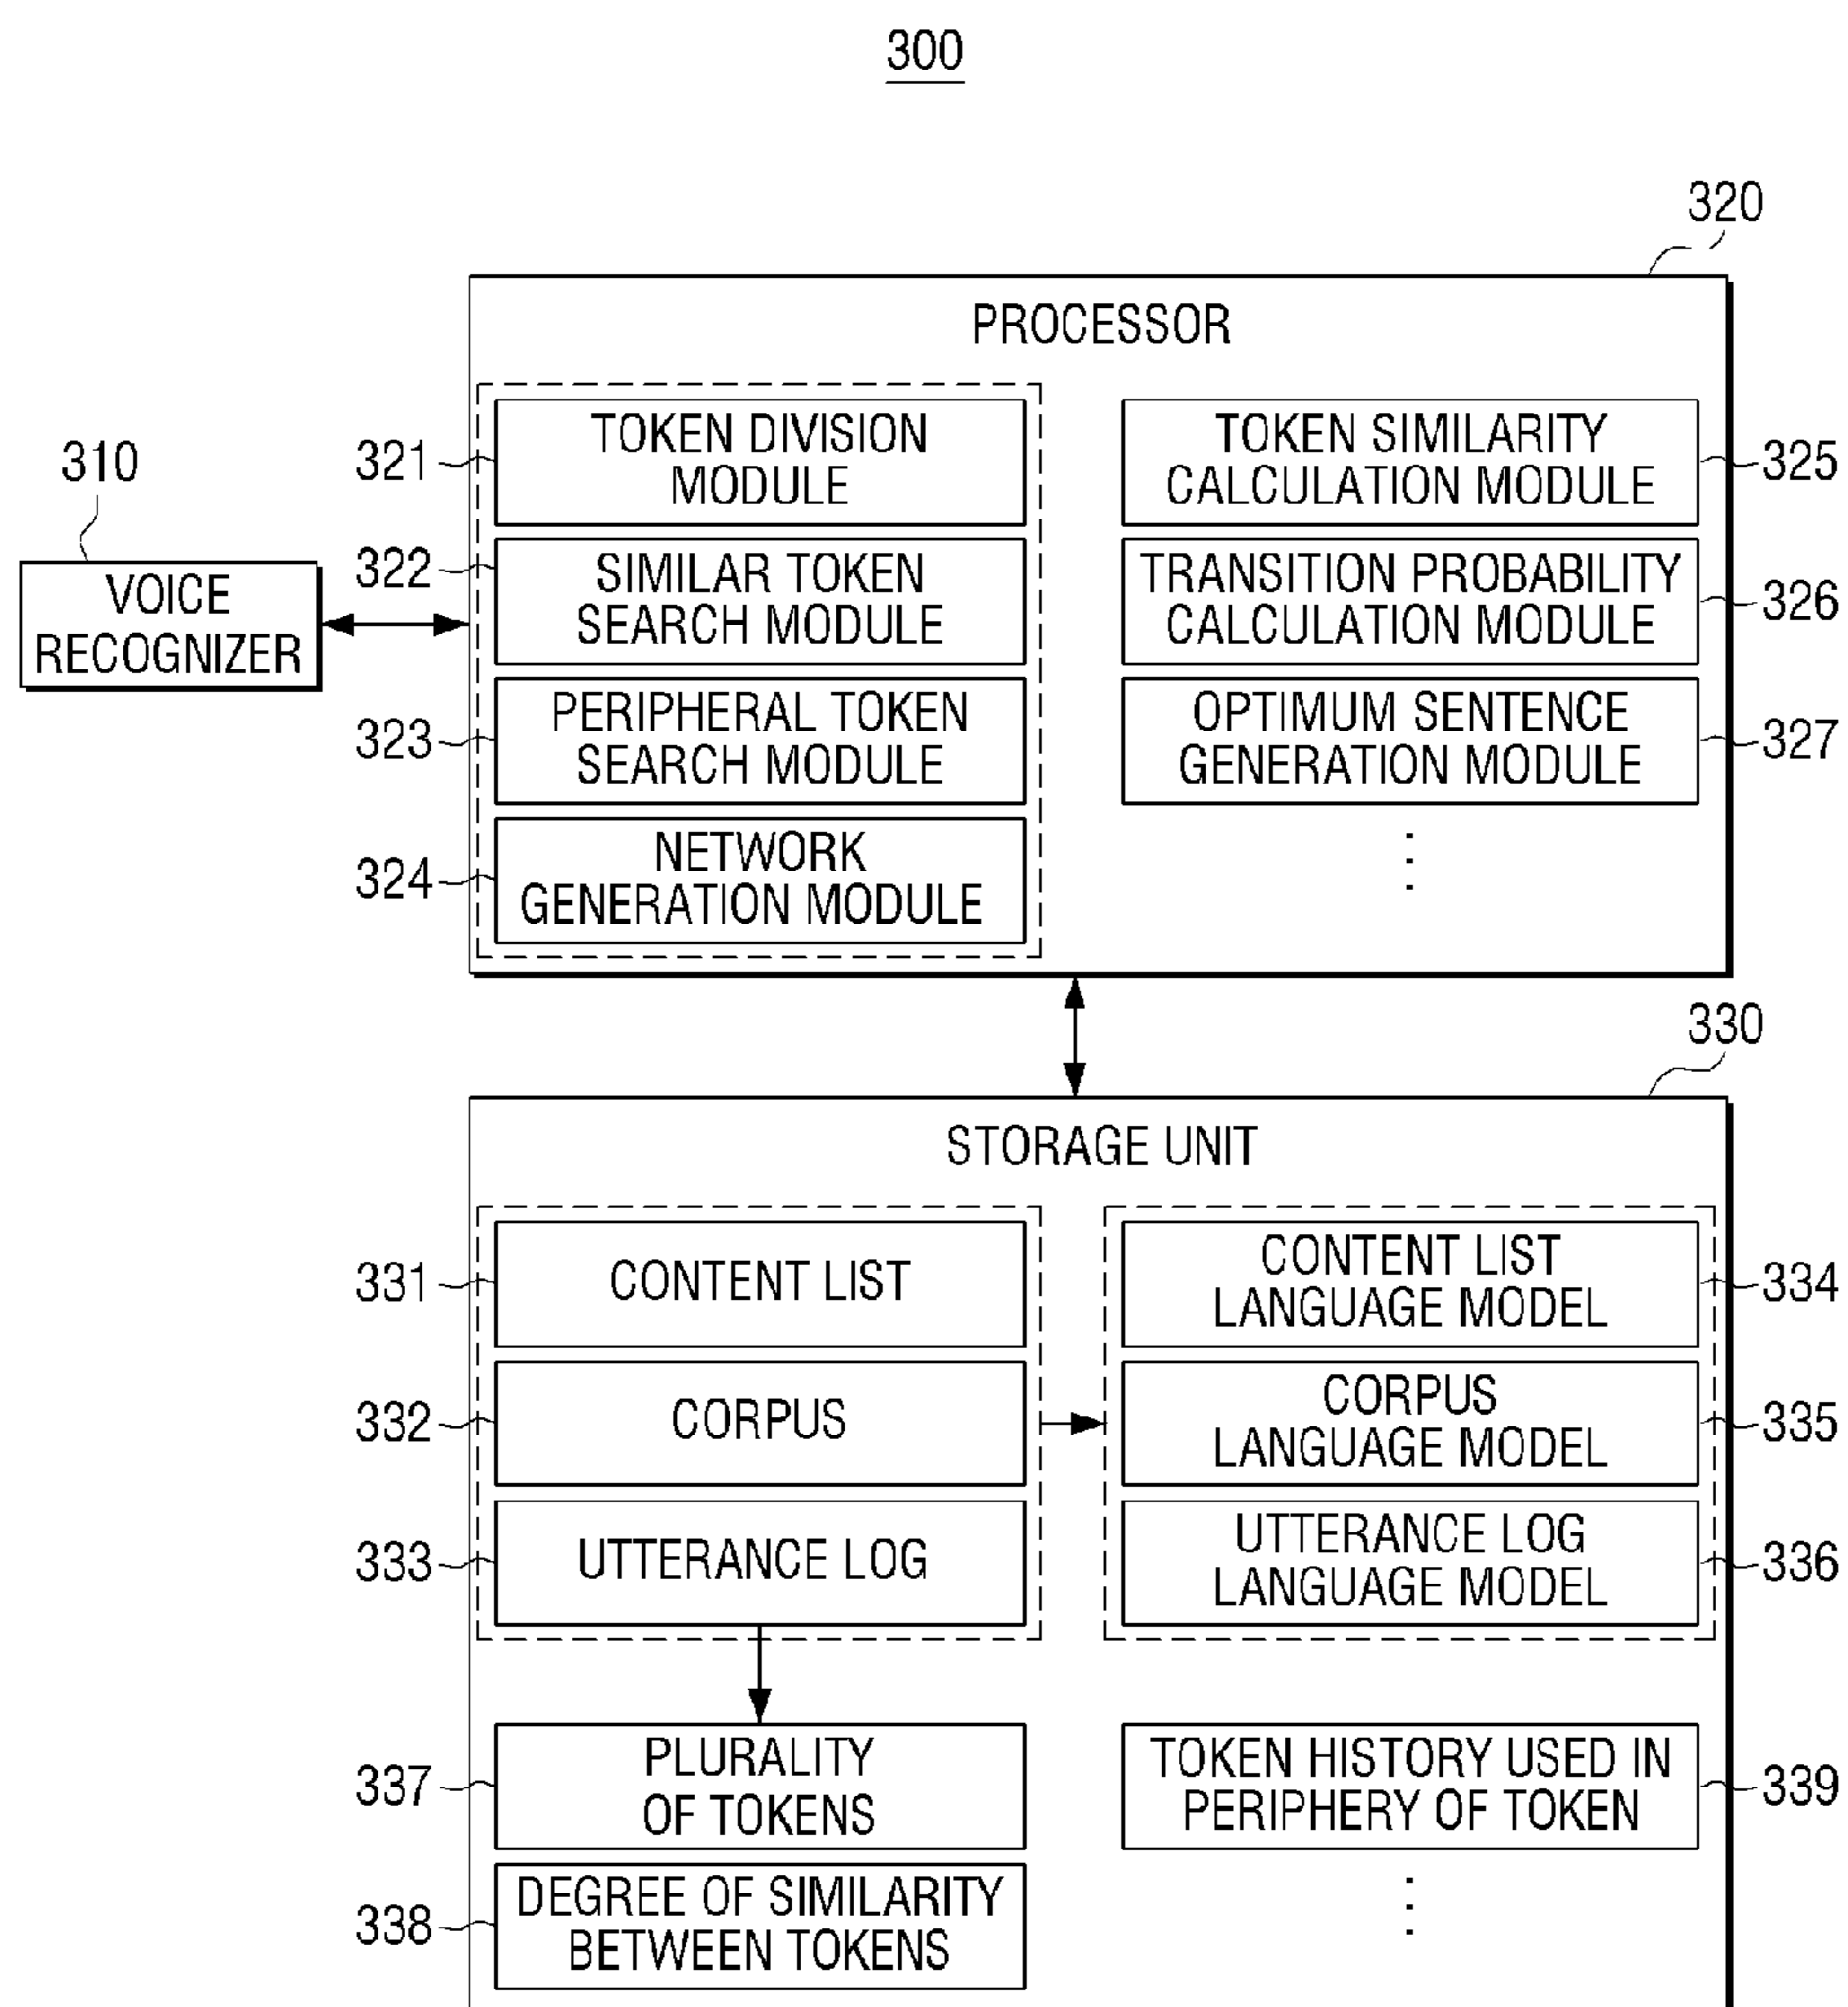 300
320
PROCESSOR
310
VOICE
RECOGNIZER
321
TOKEN DIVISION
MODULE
322
SIMILAR TOKEN
SEARCH MODULE
323
PERIPHERAL TOKEN
SEARCH MODULE
324
NETWORK
GENERATION MODULE
TOKEN SIMILARITY
CALCULATION MODULE
325
TRANSITION PROBABILITY
CALCULATION MODULE
326
OPTIMUM SENTENCE
GENERATION MODULE
327
330
STORAGE UNIT
331
CONTENT LIST
332
CORPUS
333
UTTERANCE LOG
CONTENT LIST
LANGUAGE MODEL
334
CORPUS
LANGUAGE MODEL
335
UTTERANCE LOG
LANGUAGE MODEL
336
337
PLURALITY
OF TOKENS
338
DEGREE OF SIMILARITY
BETWEEN TOKENS
TOKEN HISTORY USED IN
PERIPHERY OF TOKEN
339